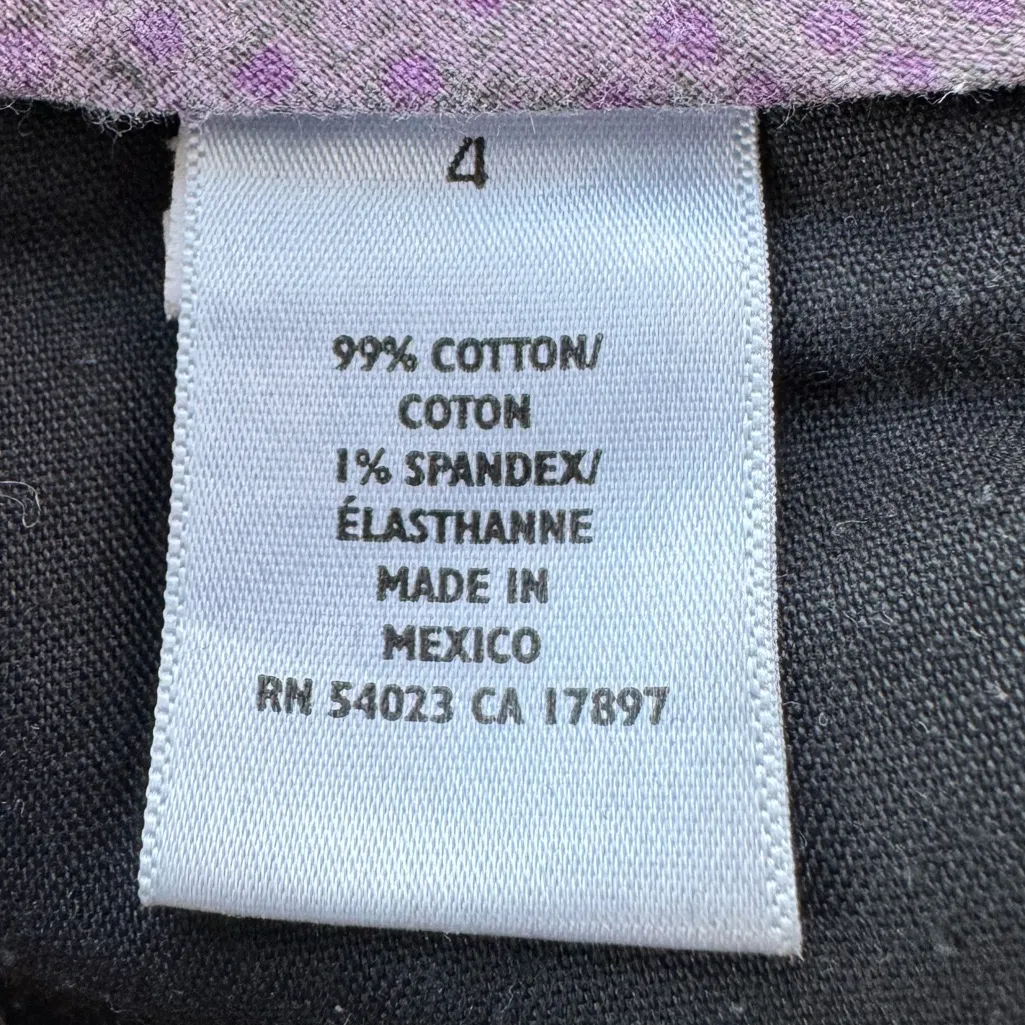 4
99% COTTON/
COTON
1% SPANDEX/
ÉLASTHANNE
MADE IN
MEXICO
RN 54023 CA 17897